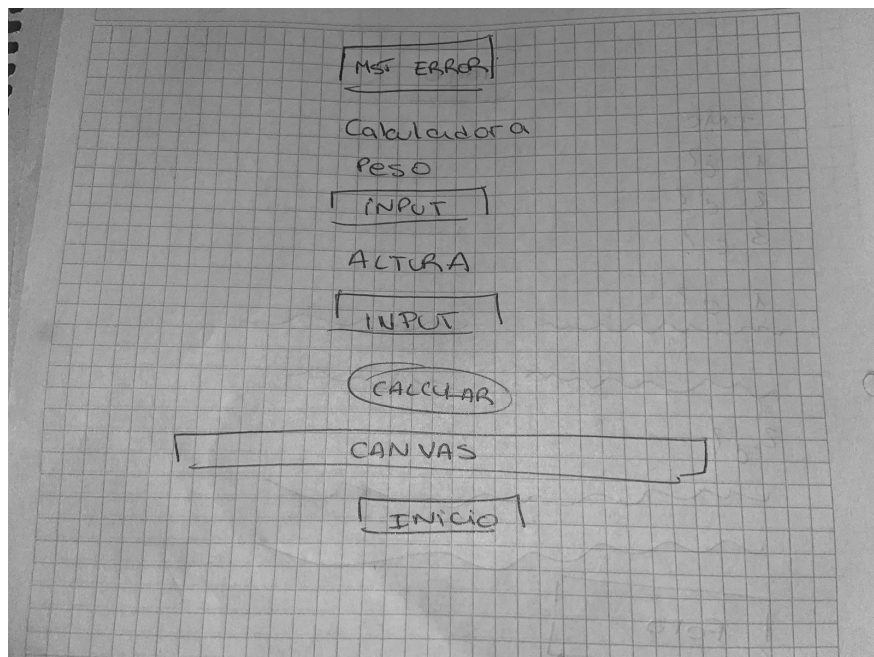 MSJ ERROR
Calculadora
Peso
INPUT
ALTURA
INPUT
CALCULAR
CANVAS
INICIO